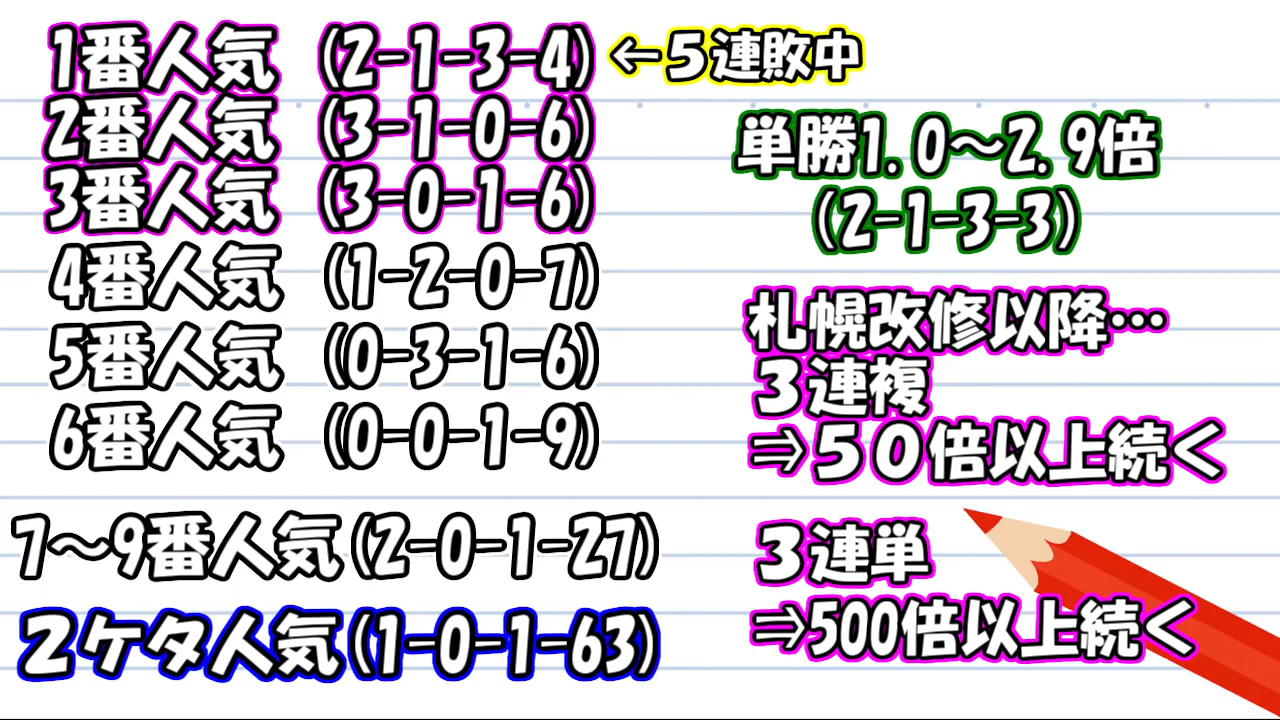 1番人気 (2-1-3-4) ←５連敗中
2番人気 (3-1-0-6)
3番人気 (3-0-1-6)
4番人気 (1-2-0-7)
5番人気 (0-3-1-6)
6番人気 (0-0-1-9)
7〜9番人気(2-0-1-27)
２ケタ人気(1-0-1-63)
単勝1.0〜2.9倍
(2-1-3-3)
札幌改修以降…
３連複
⇒５０倍以上続く
３連単
⇒500倍以上続く